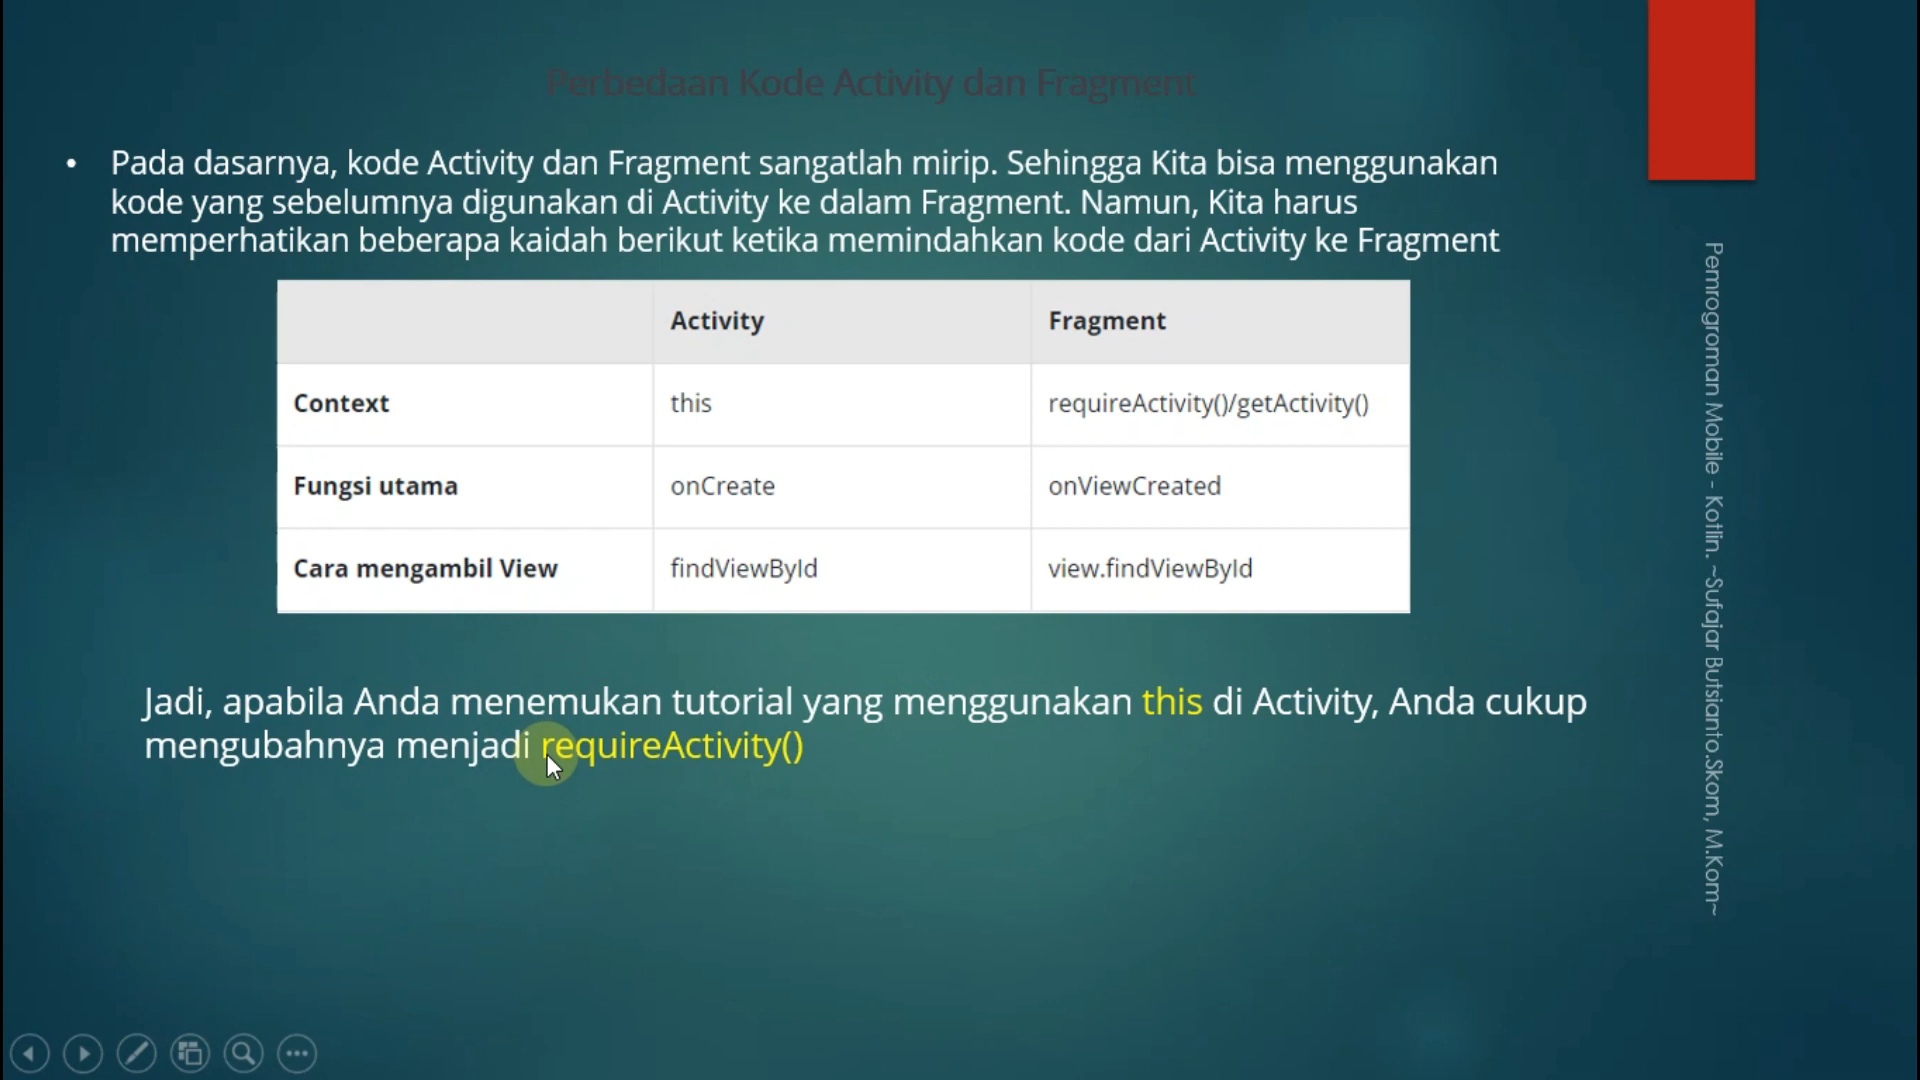 Perbedaan Kode Activity dan Fragment
• Pada dasarnya, kode Activity dan Fragment sangatlah mirip. Sehingga Kita bisa menggunakan
kode yang sebelumnya digunakan di Activity ke dalam Fragment. Namun, Kita harus
memperhatikan beberapa kaidah berikut ketika memindahkan kode dari Activity ke Fragment
Activity Fragment
Context this requireActivity()/getActivity()
Fungsi utama onCreate onViewCreated
Cara mengambil View findViewById view.findViewById
Jadi, apabila Anda menemukan tutorial yang menggunakan this di Activity, Anda cukup
mengubahnya menjadi requireActivity()
Pemrograman Mobile - Kotlin. ~Sufajar Butsianto.Skom, M.Kom~